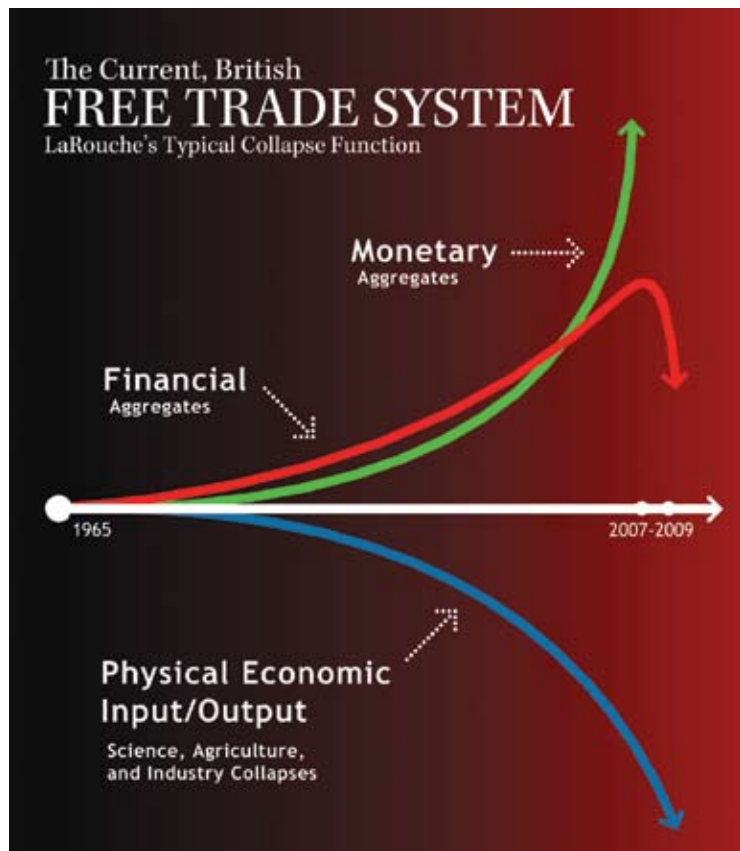 The Current, British
FREE TRADE SYSTEM
LaRouche's Typical Collapse Function
Monetary
Aggregates
Financial
Aggregates
1965
2007-2009
Physical Economic
Input/Output
Science, Agriculture,
and Industry Collapses